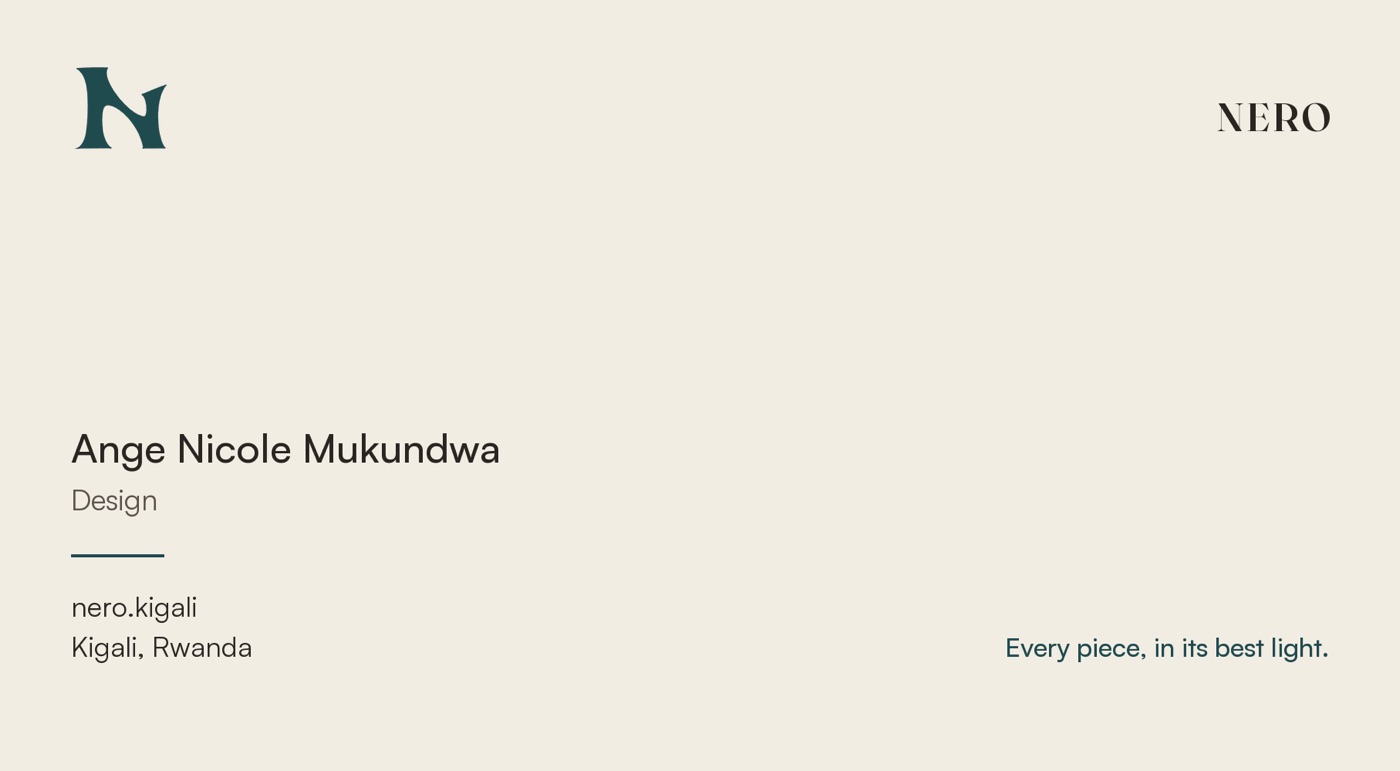 N
NERO
Ange Nicole Mukundwa
Design
nero.kigali
Kigali, Rwanda
Every piece, in its best light.